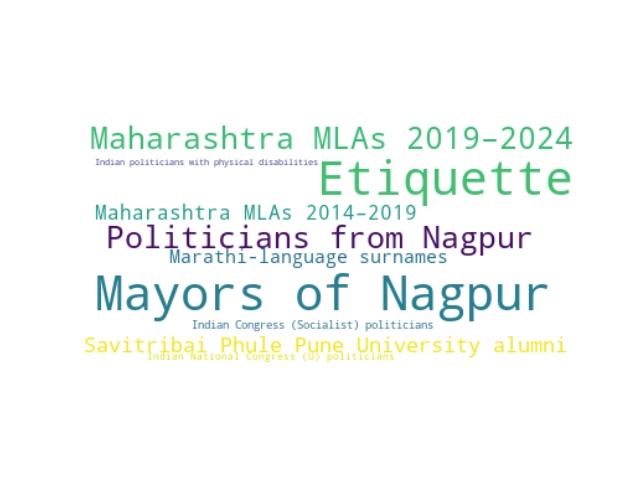 Maharashtra MLAs 2019–2024
Indian politicians with physical disabilities
Etiquette
Maharashtra MLAs 2014–2019
Politicians from Nagpur
Marathi-language surnames
Mayors of Nagpur
Indian Congress (Socialist) politicians
Savitribai Phule Pune University alumni
Indian National Congress (U) politicians